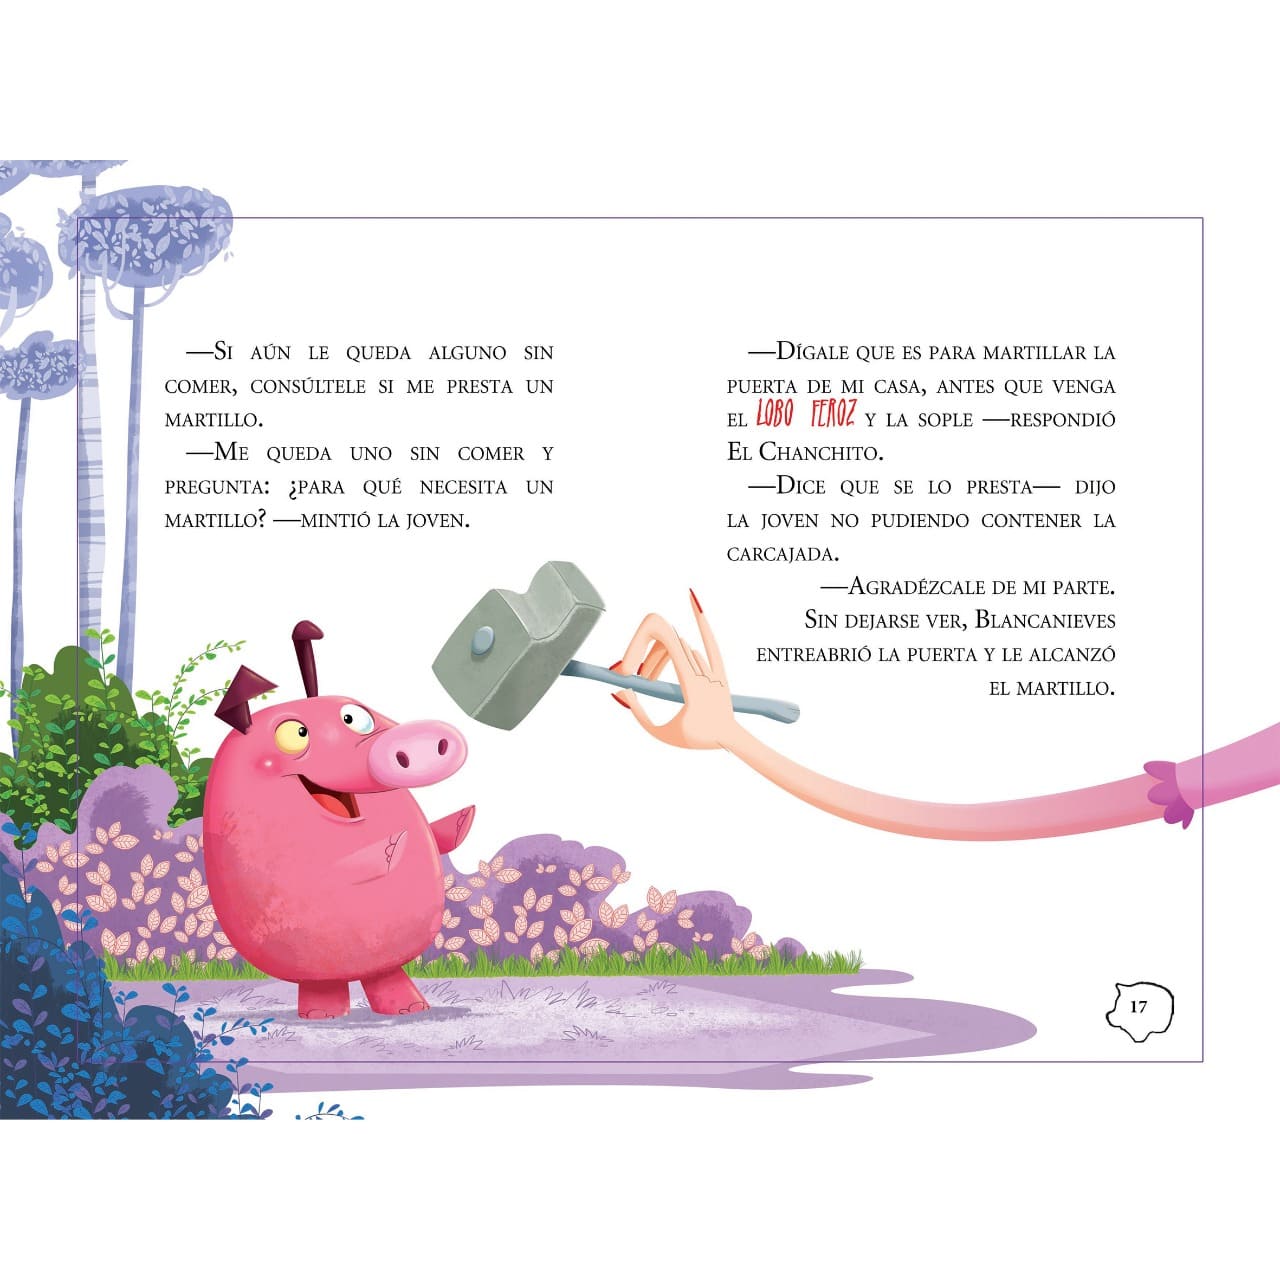 —Si aún le queda alguno sin
comer, consúltele si me presta un
martillo.
—Me queda uno sin comer y
pregunta: ¿para qué necesita un
martillo? —mintió la joven.
—Dígale que es para martillar la
puerta de mi casa, antes que venga
el LOBO FEROZ y la sople —respondió
El Chanchito.
—Dice que se lo presta— dijo
la joven no pudiendo contener la
carcajada.
—Agradézcale de mi parte.
Sin dejarse ver, Blancanieves
entreabrió la puerta y le alcanzó
el martillo.
17